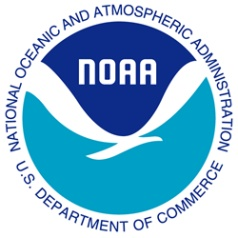 NATIONAL OCEANIC AND ATMOSPHERIC ADMINISTRATION
NOAA
U.S. DEPARTMENT OF COMMERCE